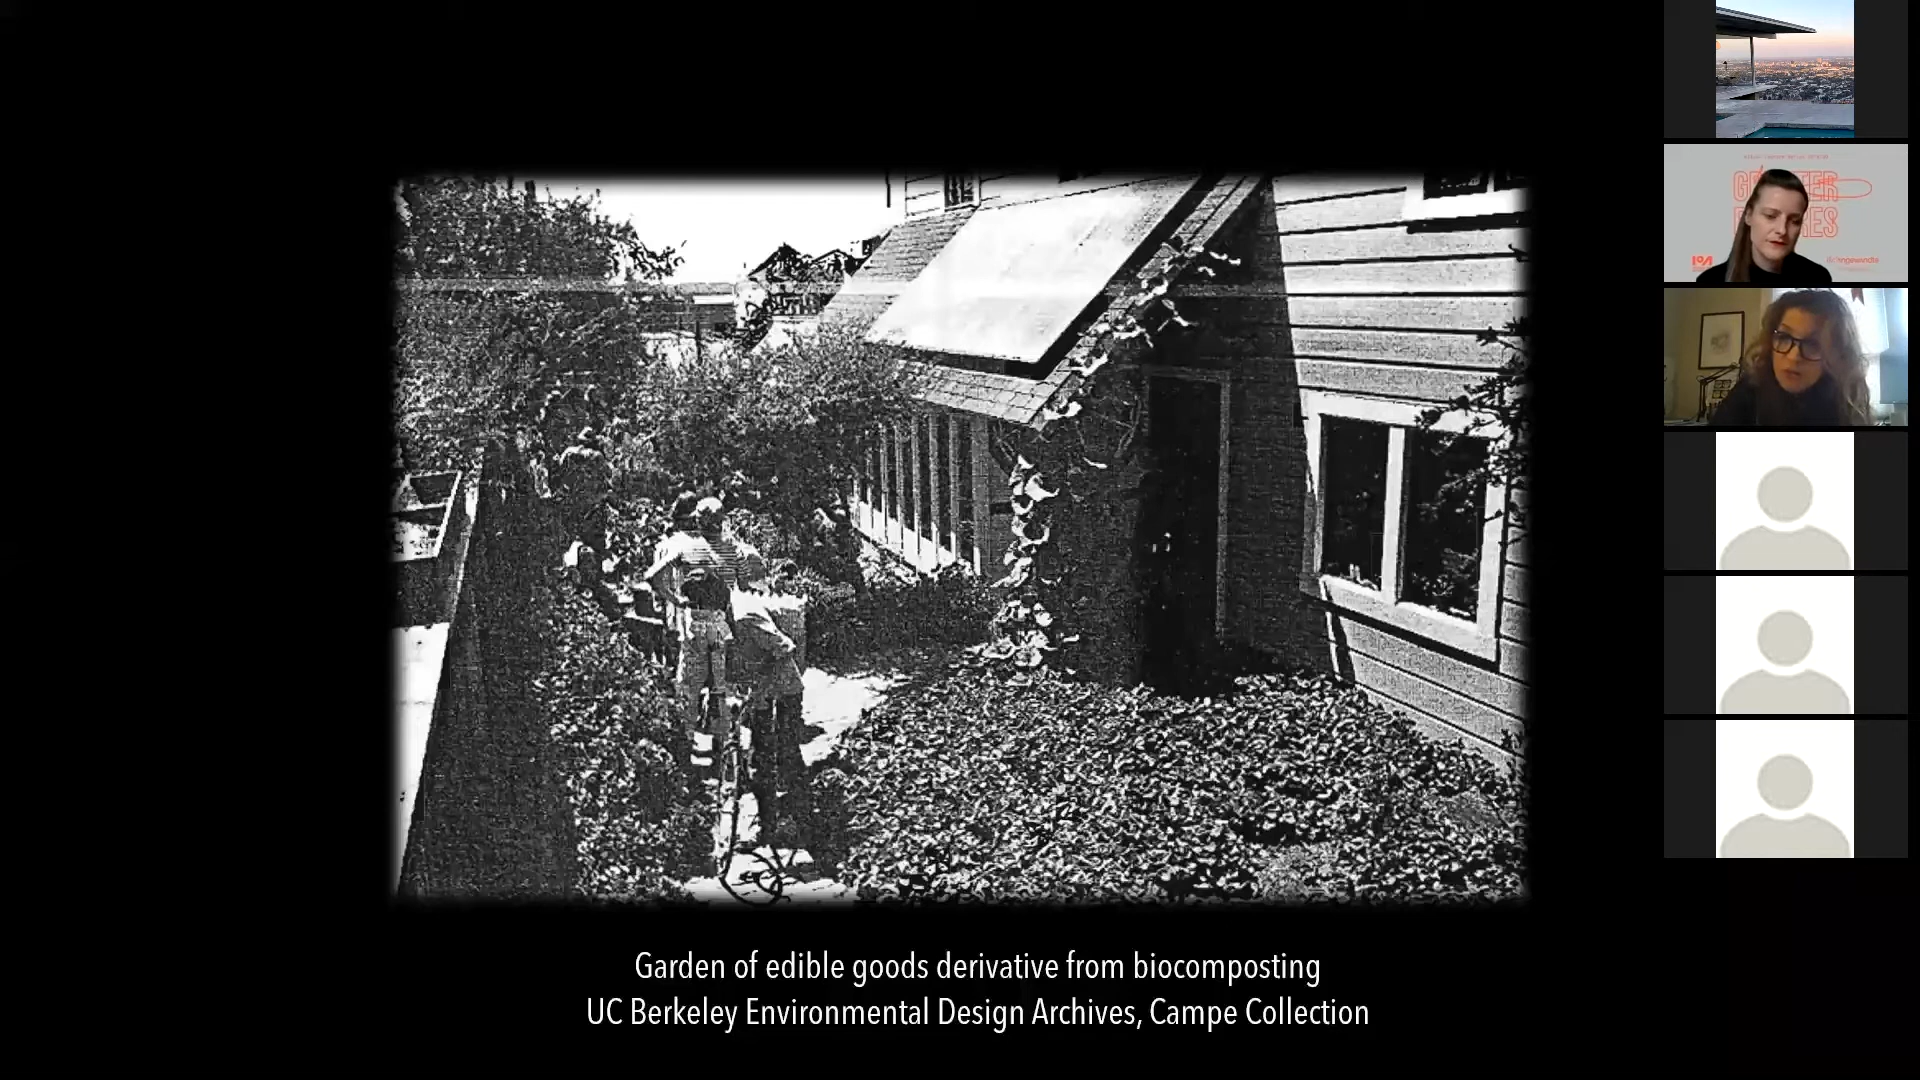 Garden of edible goods derivative from biocomposting
UC Berkeley Environmental Design Archives, Campe Collection